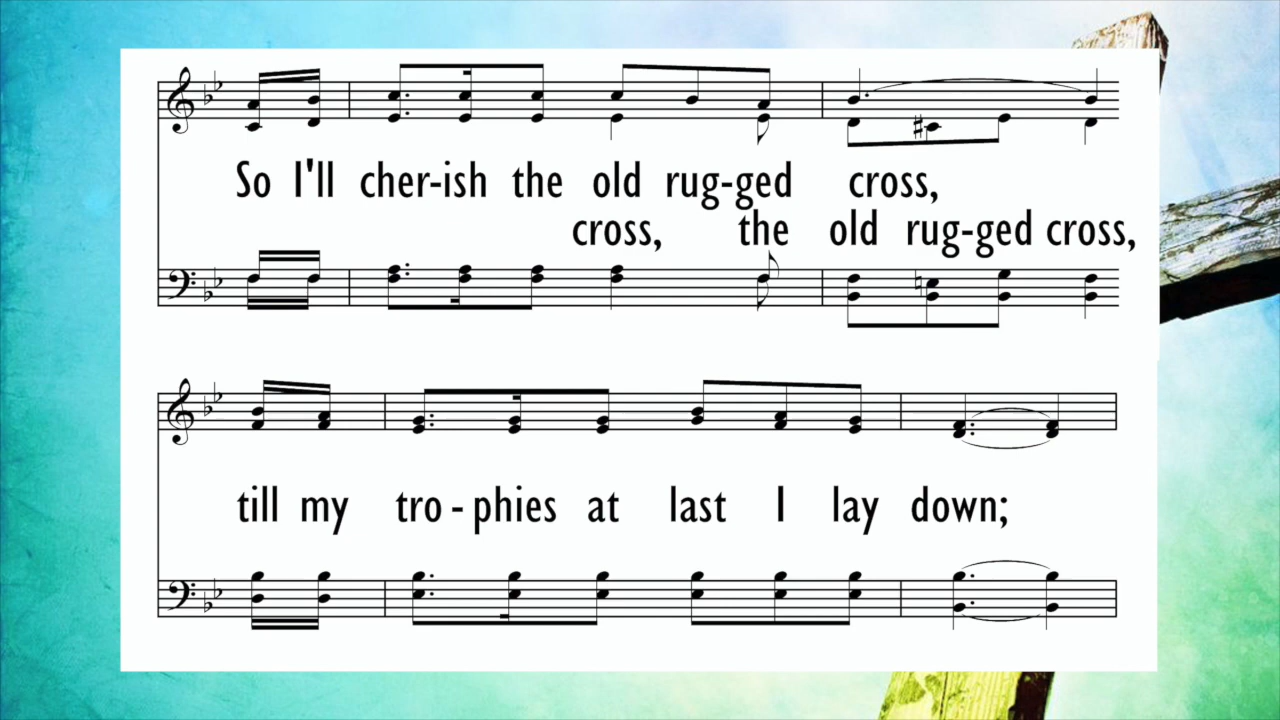 So I'll cher-ish the old rug-ged cross,
cross, the old rug-ged cross,
till my tro - phies at last I lay down;